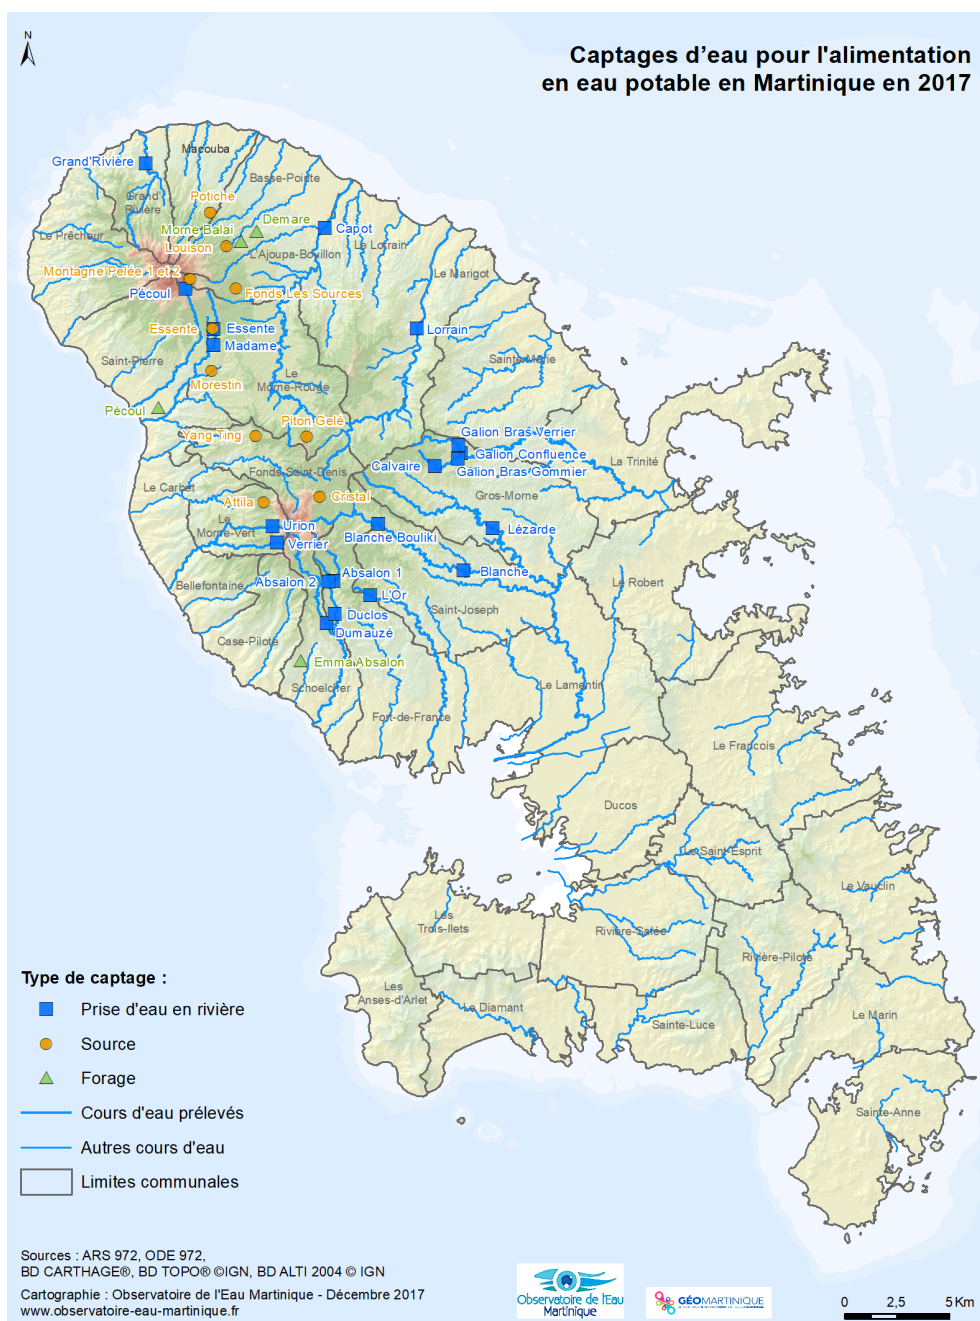 N
Captages d’eau pour l'alimentation
en eau potable en Martinique en 2017
Macouba
Grand'Rivière
Basse-Pointe
Grand'
Rivière
Potiche
Demare
Morne Balai
Capot
Le Prêcheur
Louison
L'Ajoupa-Bouillon
Le Lorrain
Montagne Pelée 1 et 2
Le Marigot
Pécoul
Fonds Les Sources
Essente
Essente
Lorrain
Madame
Saint-Pierre
Sainte-Marie
Le
Morne-Rouge
Morestin
Pécoul
Piton Gelé
Yang Ting
Galion Bras Verrier
Galion Confluence
Calvaire
Galion Bras Gommier
La Trinité
Fonds-Saint-Denis
Le Carbet
Gros-Morne
Attila
Cristal
Le
Morne-Vert
Urion
Lézarde
Blanche Bouliki
Verrier
Absalon 1
Blanche
Absalon 2
Bellefontaine
Le Robert
L'Or
Saint-Joseph
Duclos
Dumauzé
Case-Pilote
Emma Absalon
Schoelcher
Le Lamentin
Fort-de-France
Le François
Ducos
Le Saint-Esprit
Le Vauclin
Les
Trois-Ilets
Rivière-Salée
Rivière-Pilote
Les
Anses-d'Arlet
Le Diamant
Sainte-Luce
Le Marin
Sainte-Anne
Type de captage :
Prise d'eau en rivière
Source
Forage
Cours d'eau prélevés
Autres cours d'eau
Limites communales
Sources : ARS 972, ODE 972,
BD CARTHAGE®, BD TOPO® ©IGN, BD ALTI 2004 © IGN
Cartographie : Observatoire de l'Eau Martinique - Décembre 2017
www.observatoire-eau-martinique.fr
Observatoire de l'Eau
Martinique
GÉOMARTINIQUE
0 2,5 5 Km